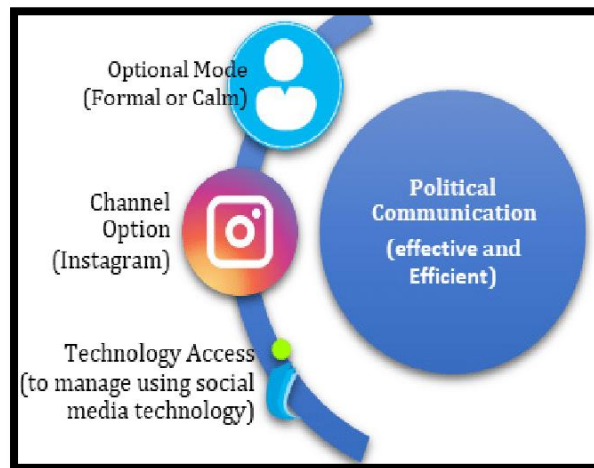 Optional Mode
(Formal or Calm)
Channel
Option
(Instagram)
Technology Access
(to manage using social
media technology)
Political
Communication
(effective and
Efficient)